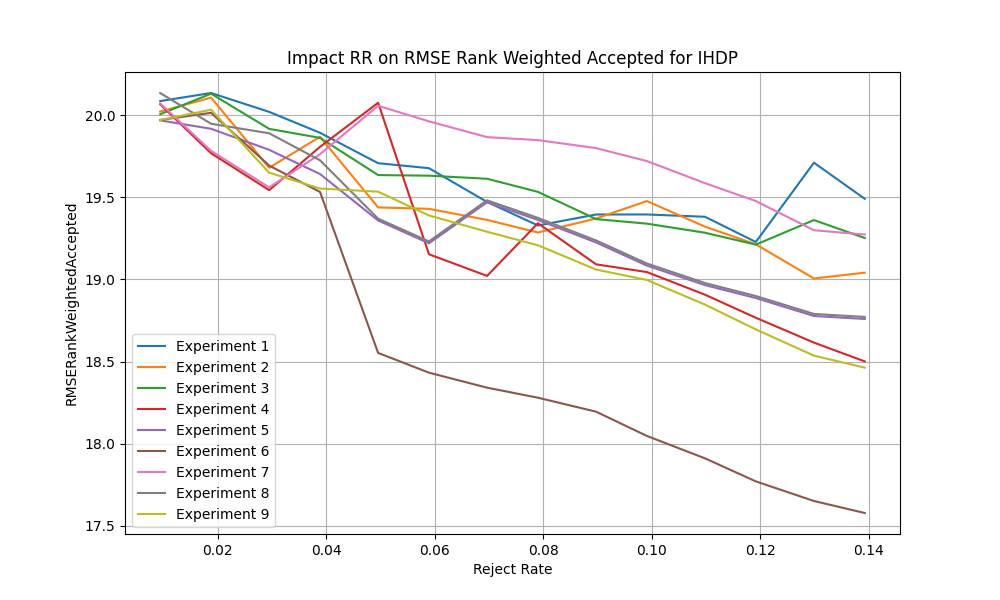 Impact RR on RMSE Rank Weighted Accepted for IHDP
RMSERankWeightedAccepted
20.0
19.5
19.0
18.5
18.0
17.5
Experiment 1
Experiment 2
Experiment 3
Experiment 4
Experiment 5
Experiment 6
Experiment 7
Experiment 8
Experiment 9
0.02 0.04 0.06 0.08 0.10 0.12 0.14
Reject Rate